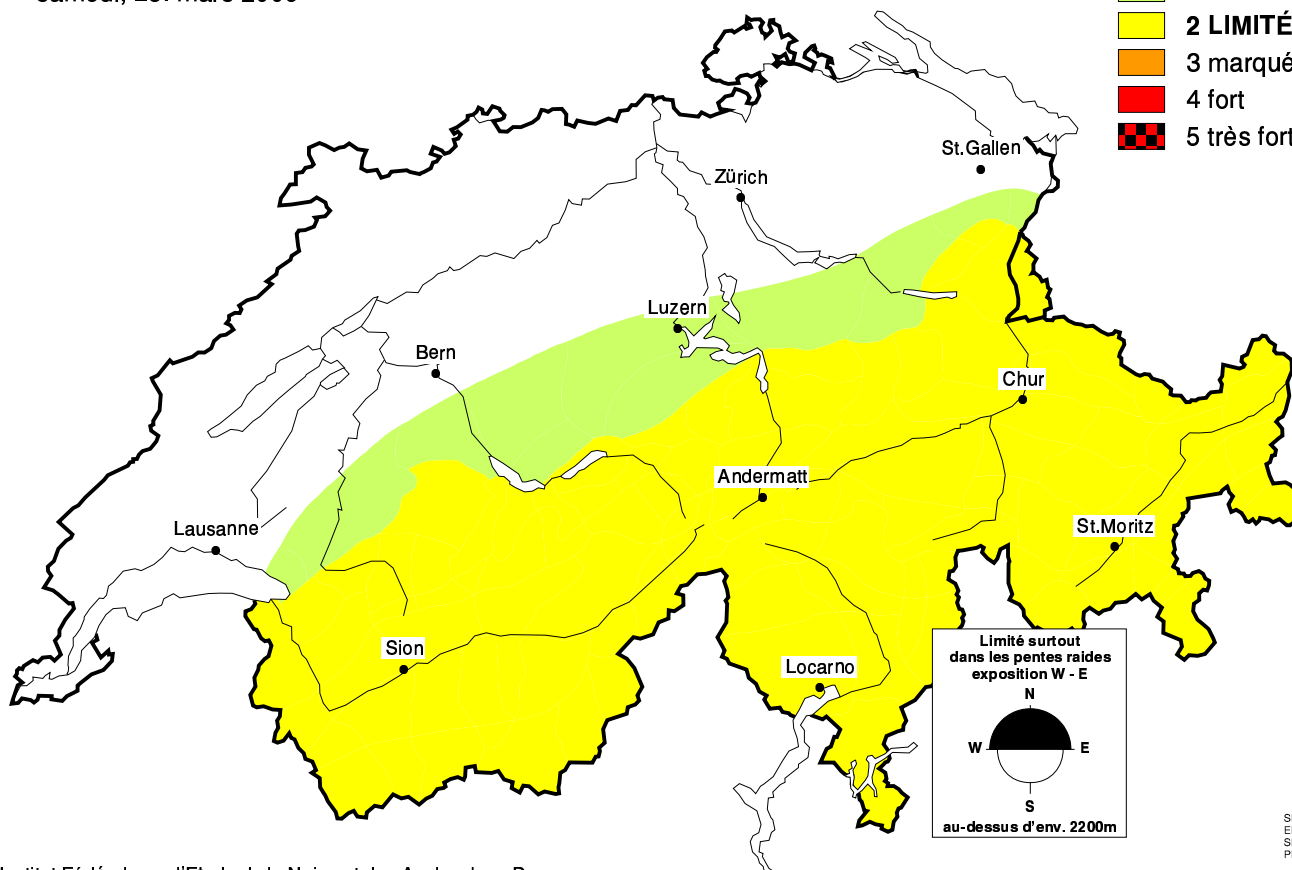 2 LIMITÉ
3 marqué
4 fort
5 très fort
St.Gallen
Zürich
Luzern
Bern
Chur
Andermatt
Lausanne
St.Moritz
Sion
Locarno
Limité surtout
dans les pentes raides
exposition W - E
N
W E
S
au-dessus d'env. 2200m